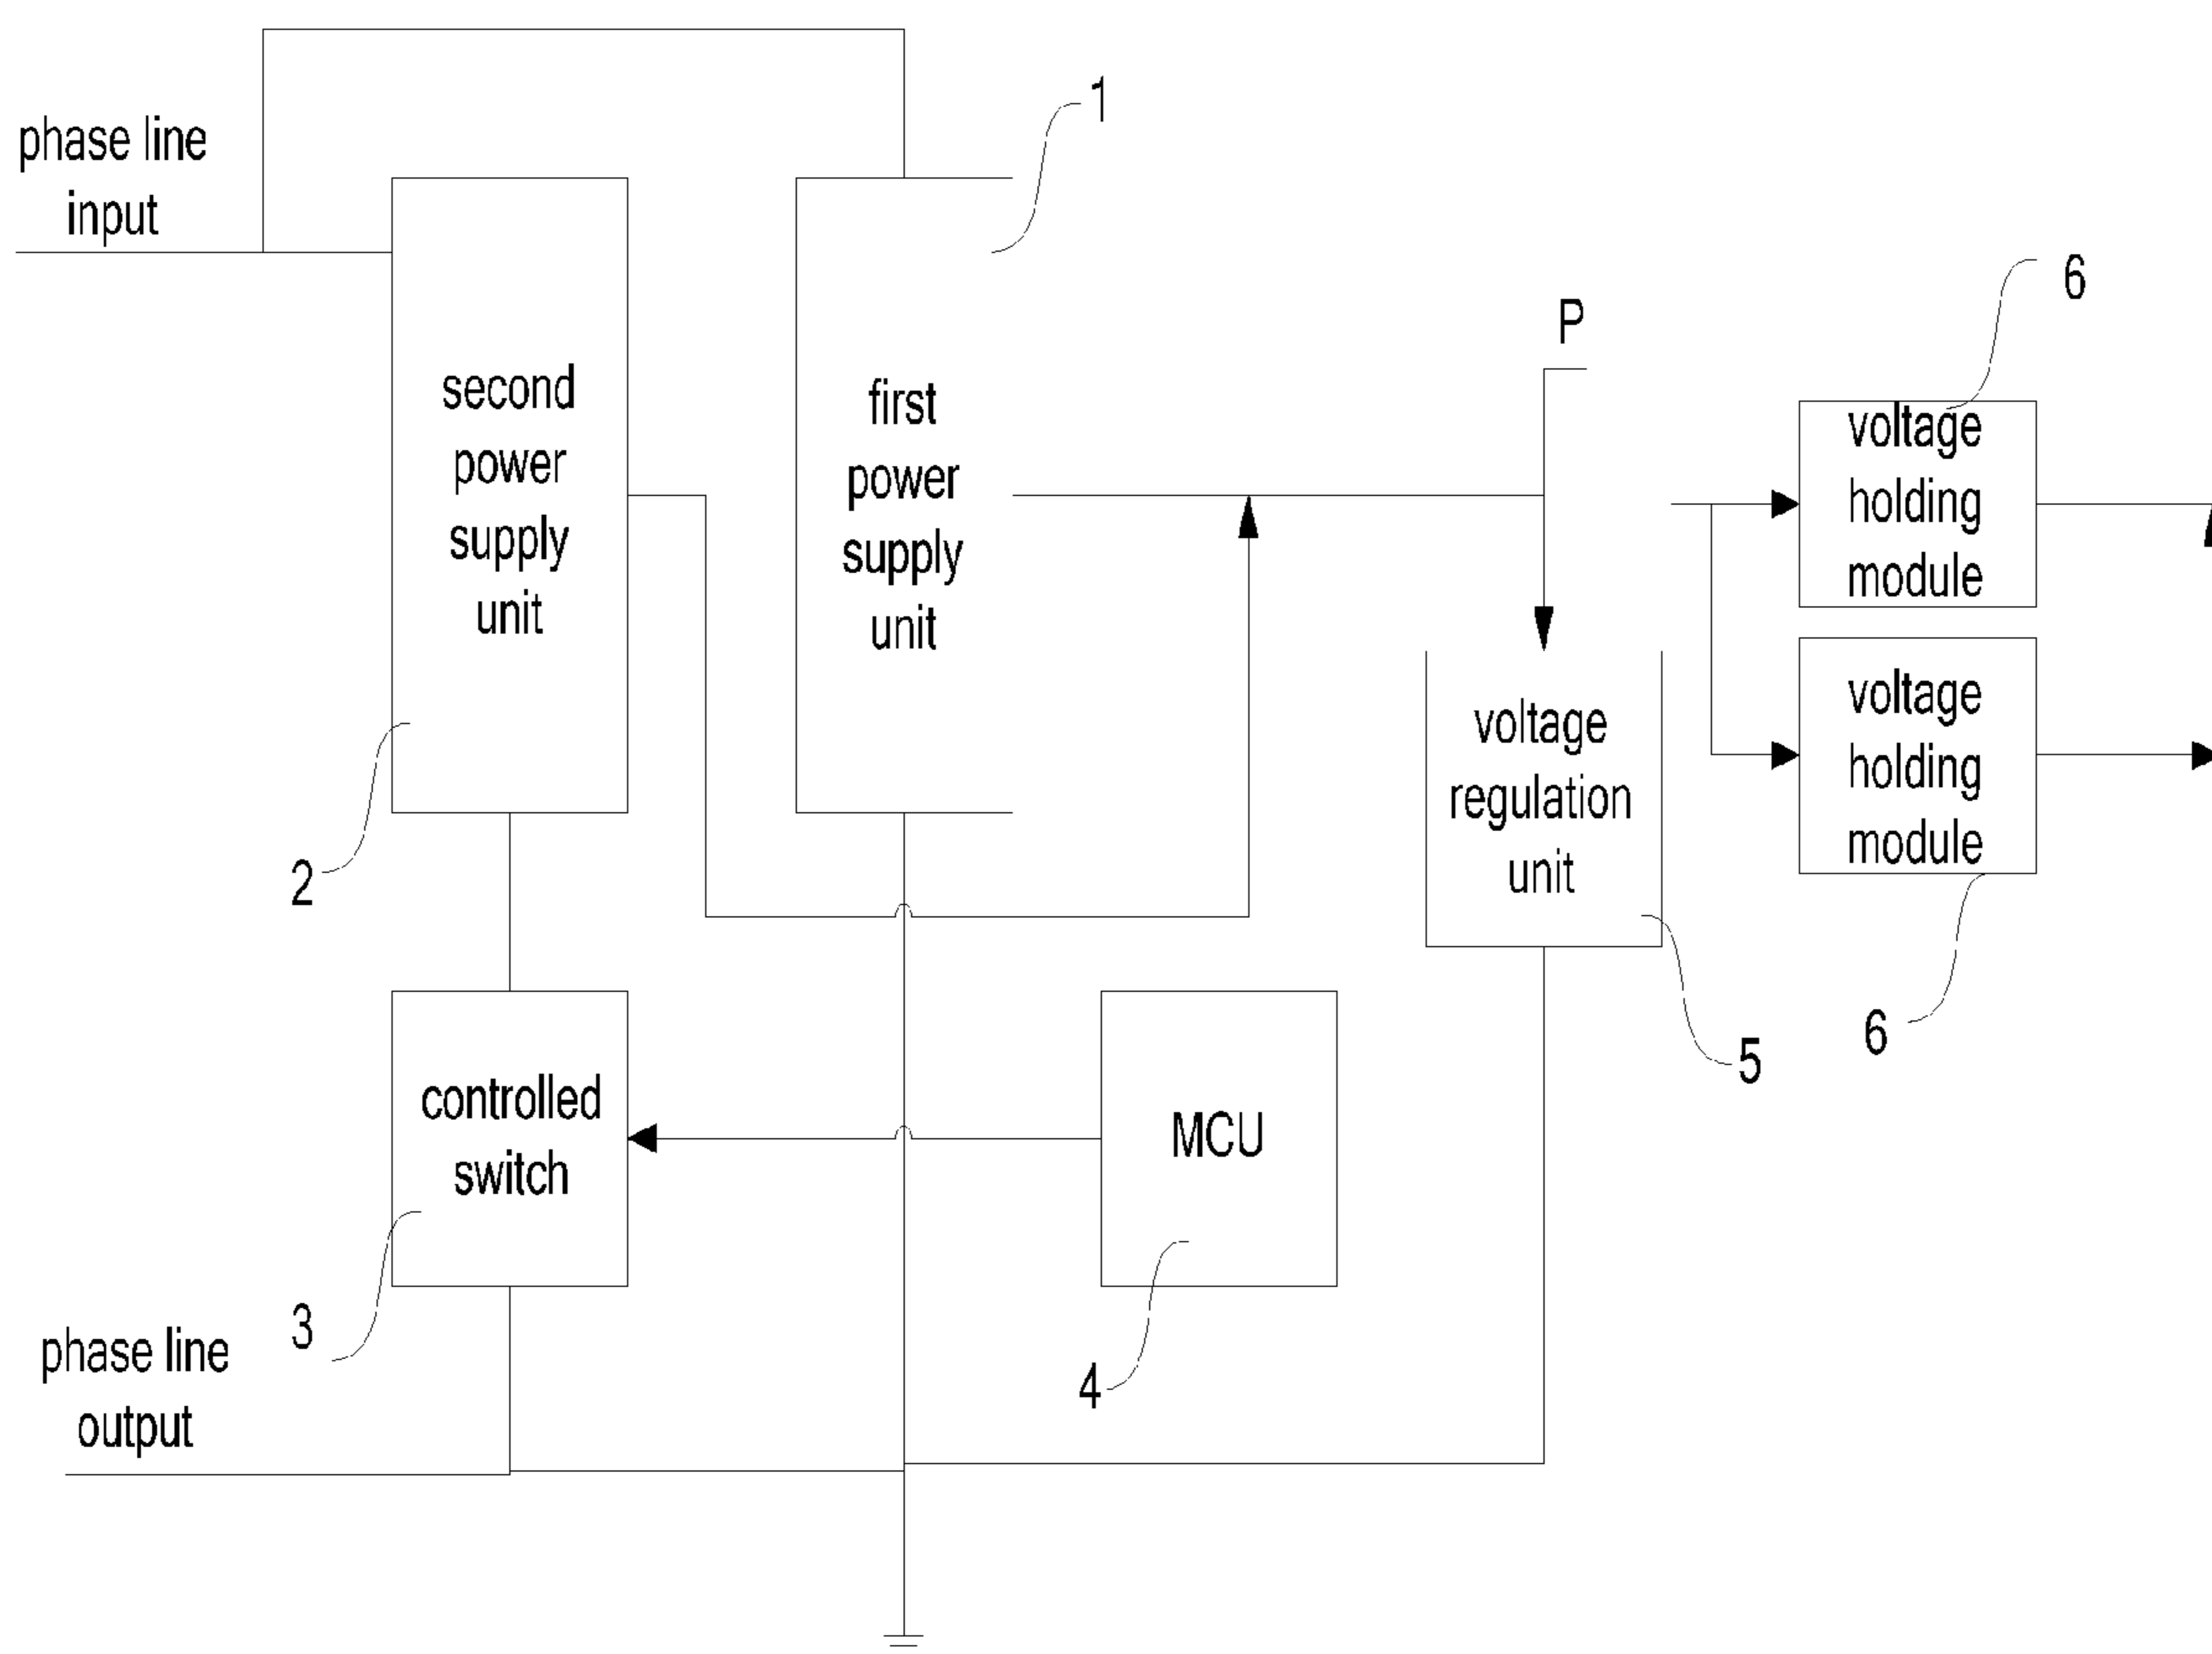 1
phase line
input
6
P
second
power
supply
unit
first
power
supply
unit
voltage
holding
module
voltage
holding
module
voltage
regulation
unit
2
6
5
controlled
switch
MCU
3
phase line
output
4